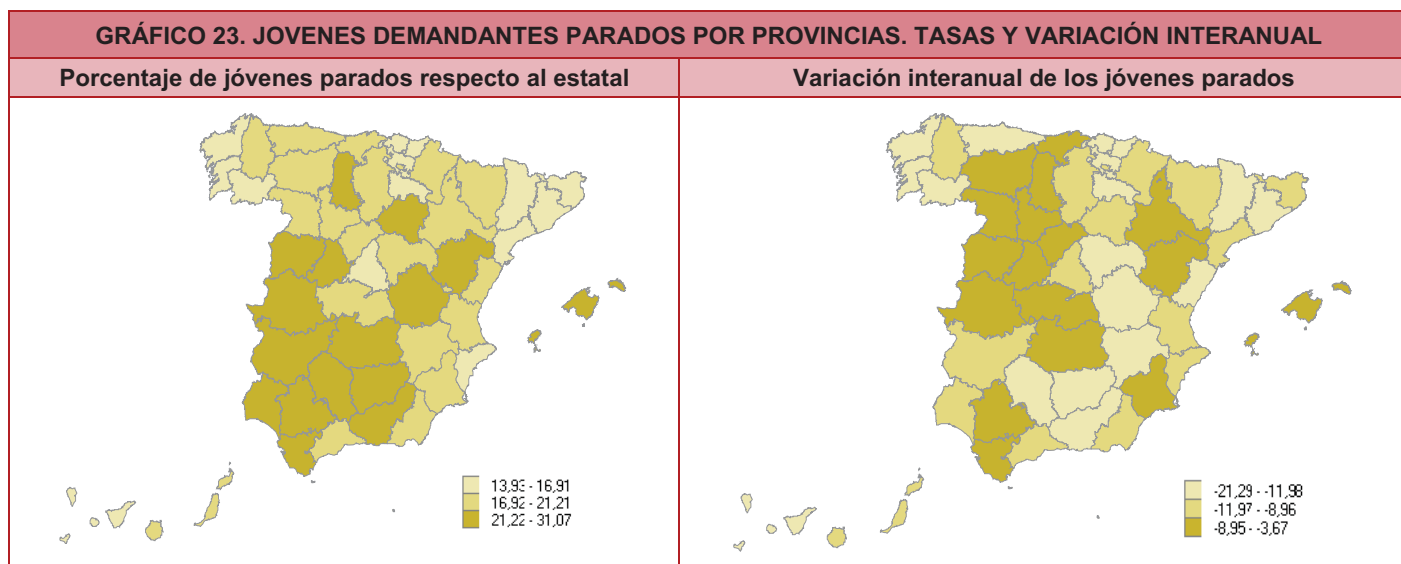 GRÁFICO 23. JOVENES DEMANDANTES PARADOS POR PROVINCIAS. TASAS Y VARIACIÓN INTERANUAL
Porcentaje de jóvenes parados respecto al estatal
Variación interanual de los jóvenes parados
13,93 - 16,91
16,92 - 21,21
21,22 - 31,07
-21,29 - -11,98
-11,97 - -8,96
-8,95 - -3,67